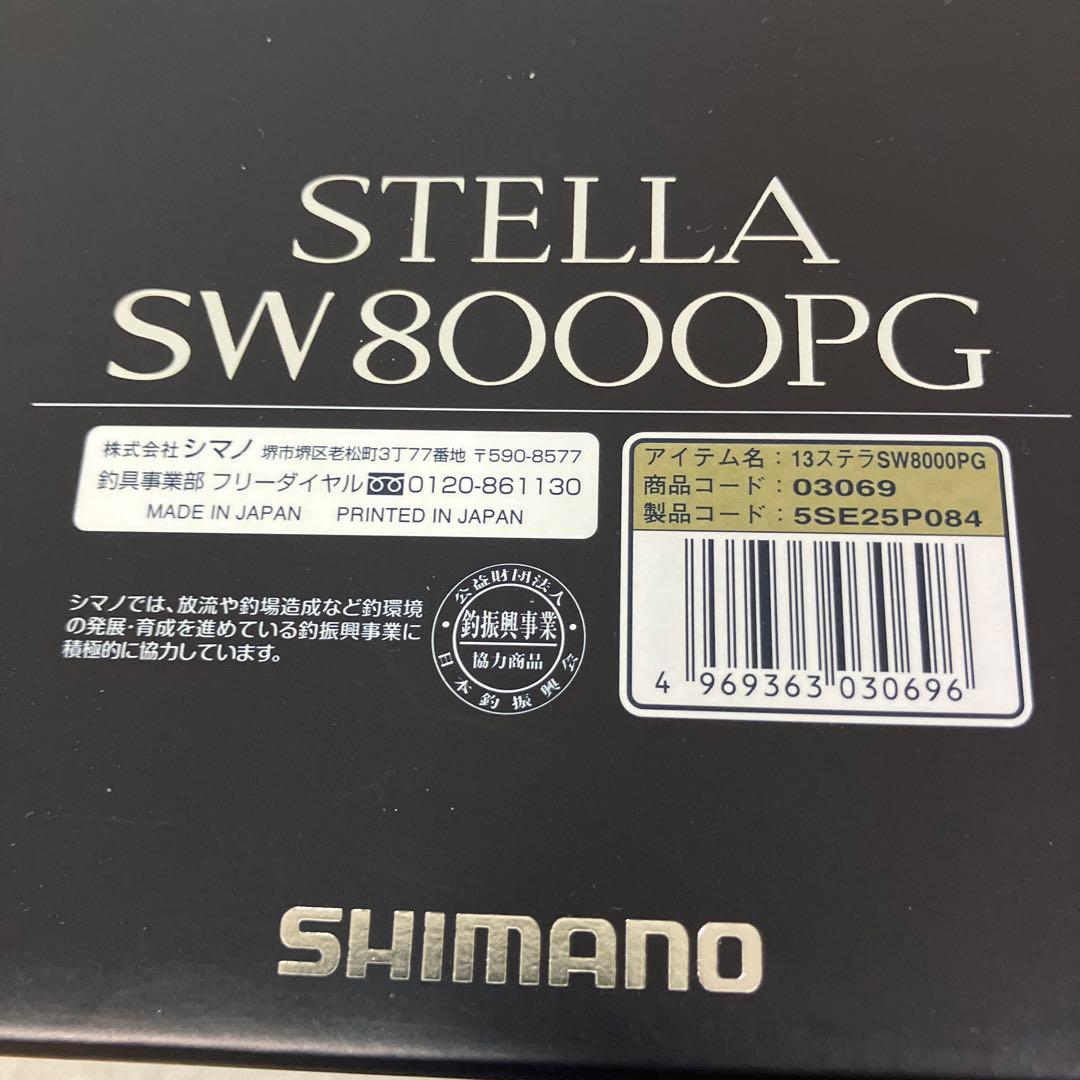 STELLA
SW8000PG
株式会社 シマノ 堺市堺区老松町3丁77番地 〒590-8577
釣具事業部 フリーダイヤル 0120-861130
MADE IN JAPAN PRINTED IN JAPAN
アイテム名：13ステラSW8000PG
商品コード：03069
製品コード：5SE25P084
4 969363 030696
シマノでは、放流や釣場造成など釣環境
の発展・育成を進めている釣振興事業に
積極的に協力しています。
公益財団法人
釣振興事業
協力商品
日本釣振興会
SHIMANO